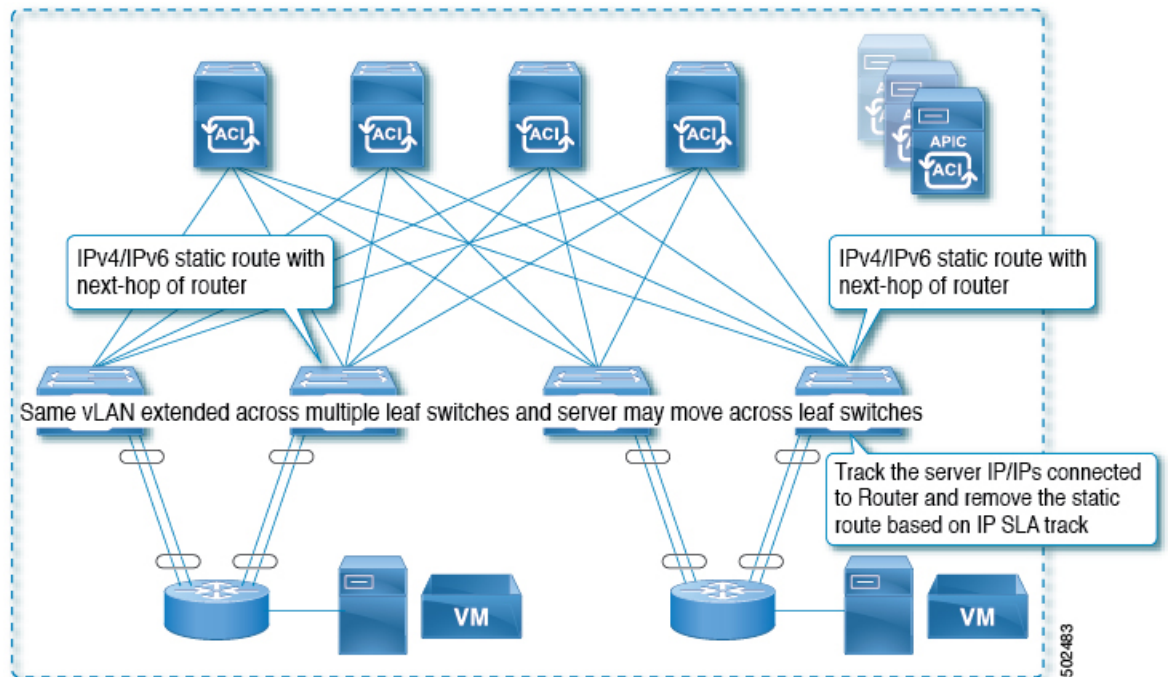 ACI
ACI
ACI
ACI
APIC
ACI
IPv4/IPv6 static route with
next-hop of router
IPv4/IPv6 static route with
next-hop of router
Same vLAN extended across multiple leaf switches and server may move across leaf switches
Track the server IP/IPs connected
to Router and remove the static
route based on IP SLA track
VM
VM
502483